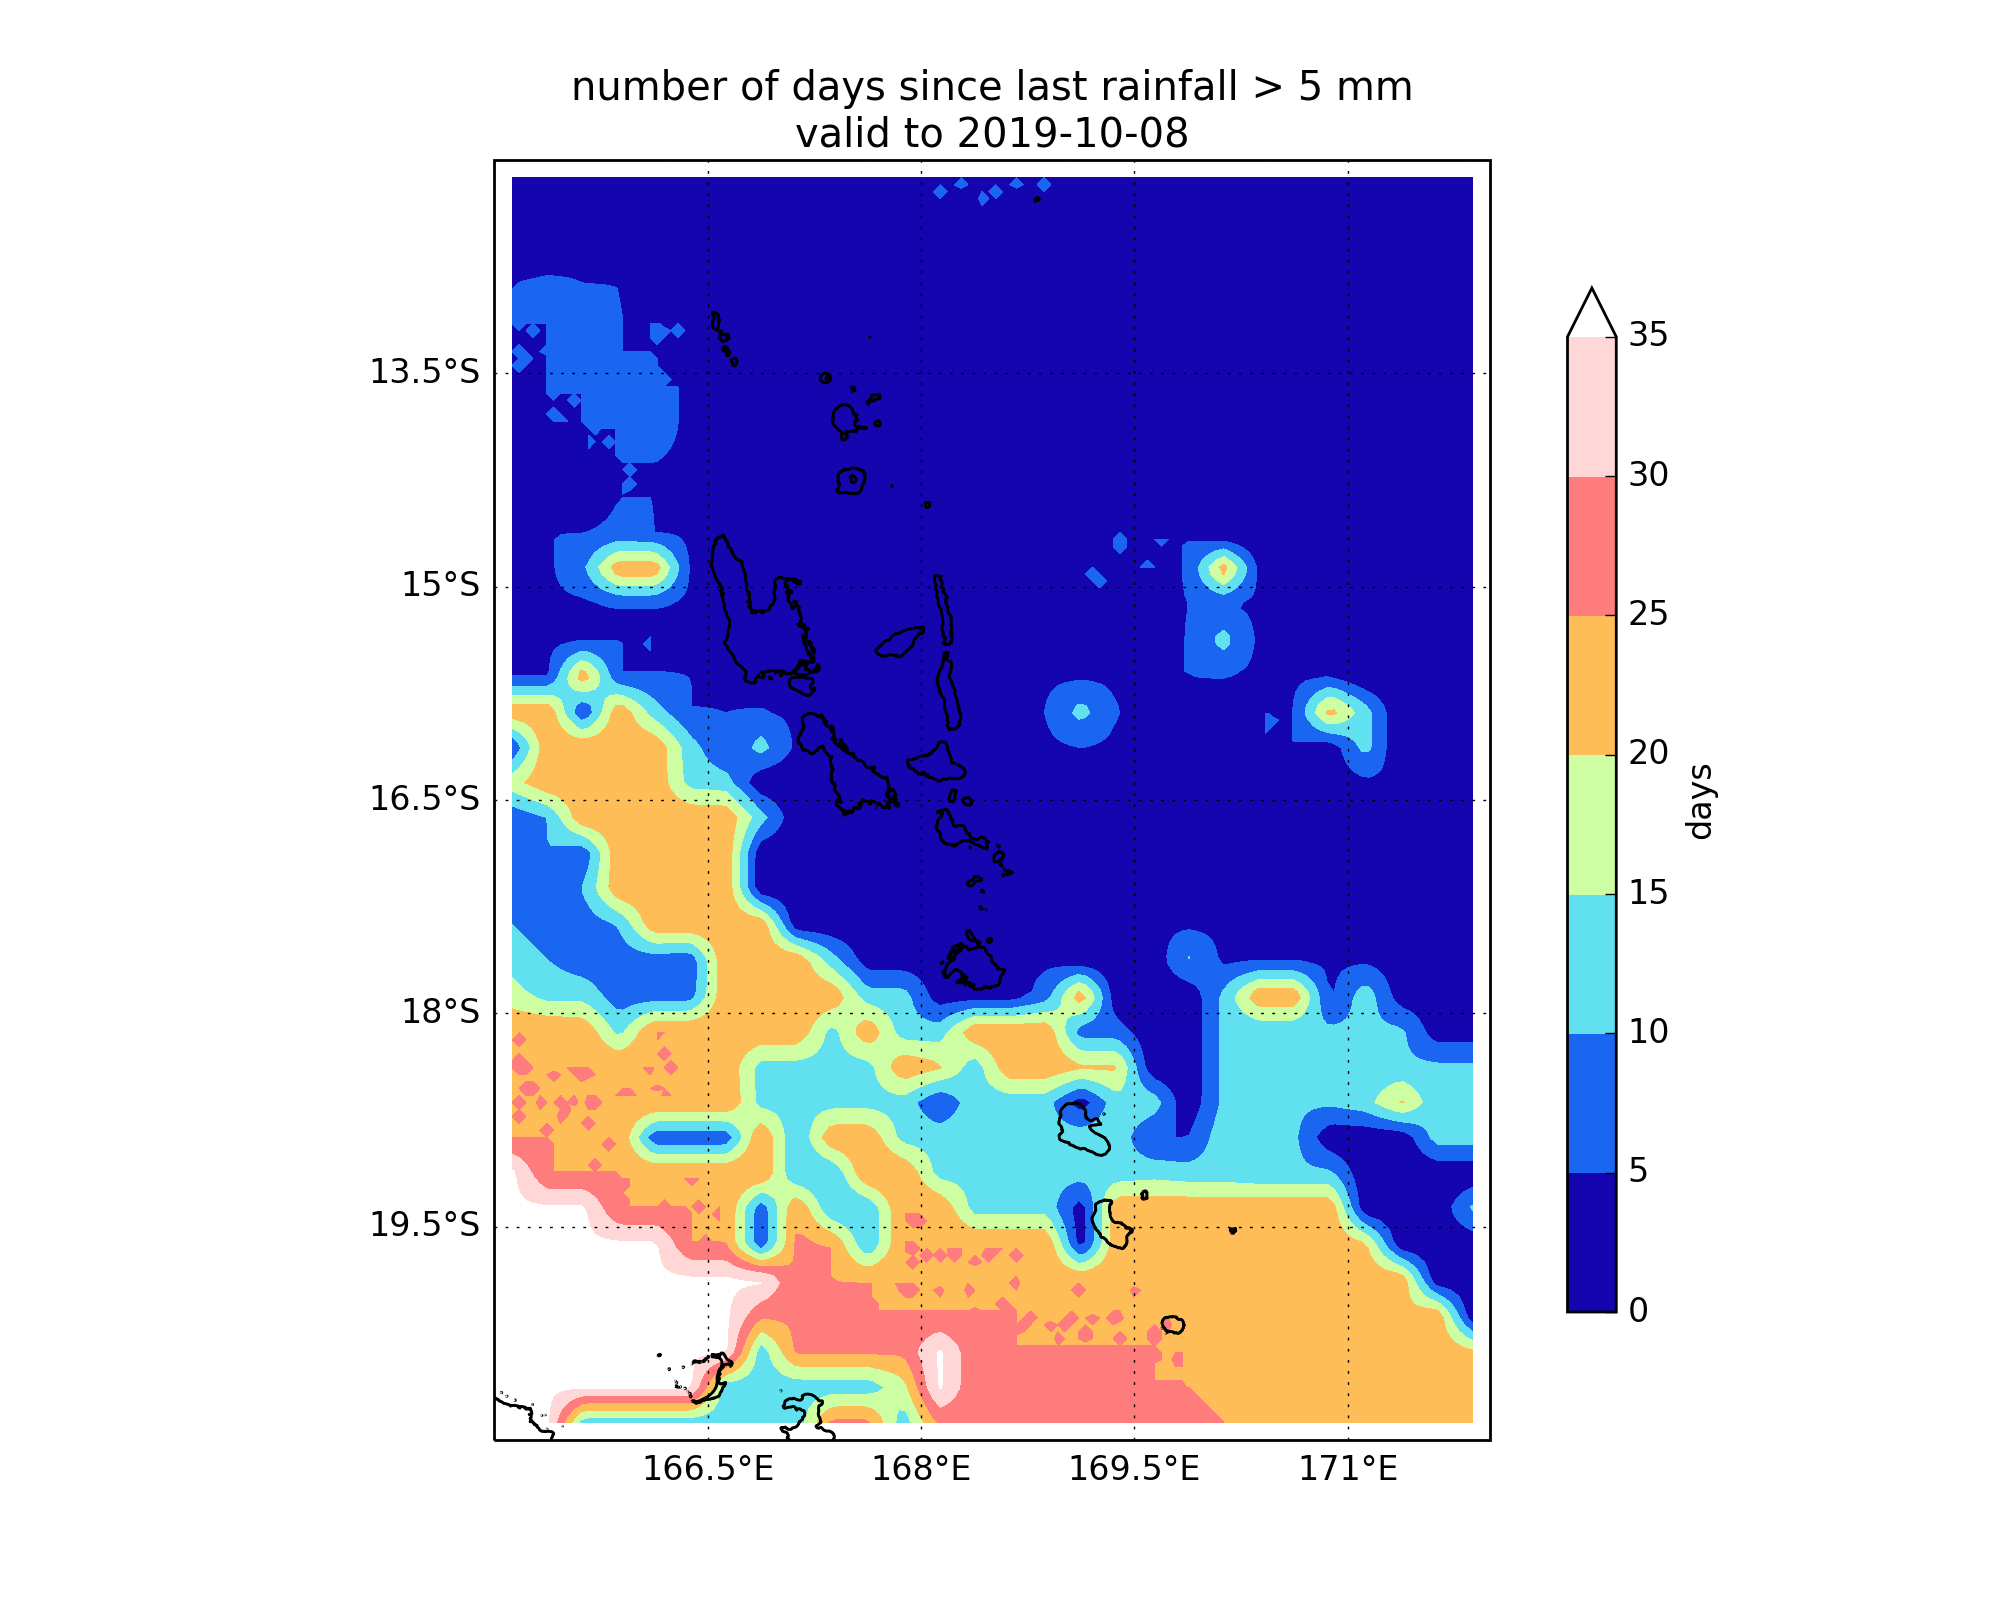 number of days since last rainfall > 5 mm
valid to 2019-10-08
13.5°S
15°S
16.5°S
18°S
19.5°S
166.5°E
168°E
169.5°E
171°E
35
30
25
20
15
10
5
0
days